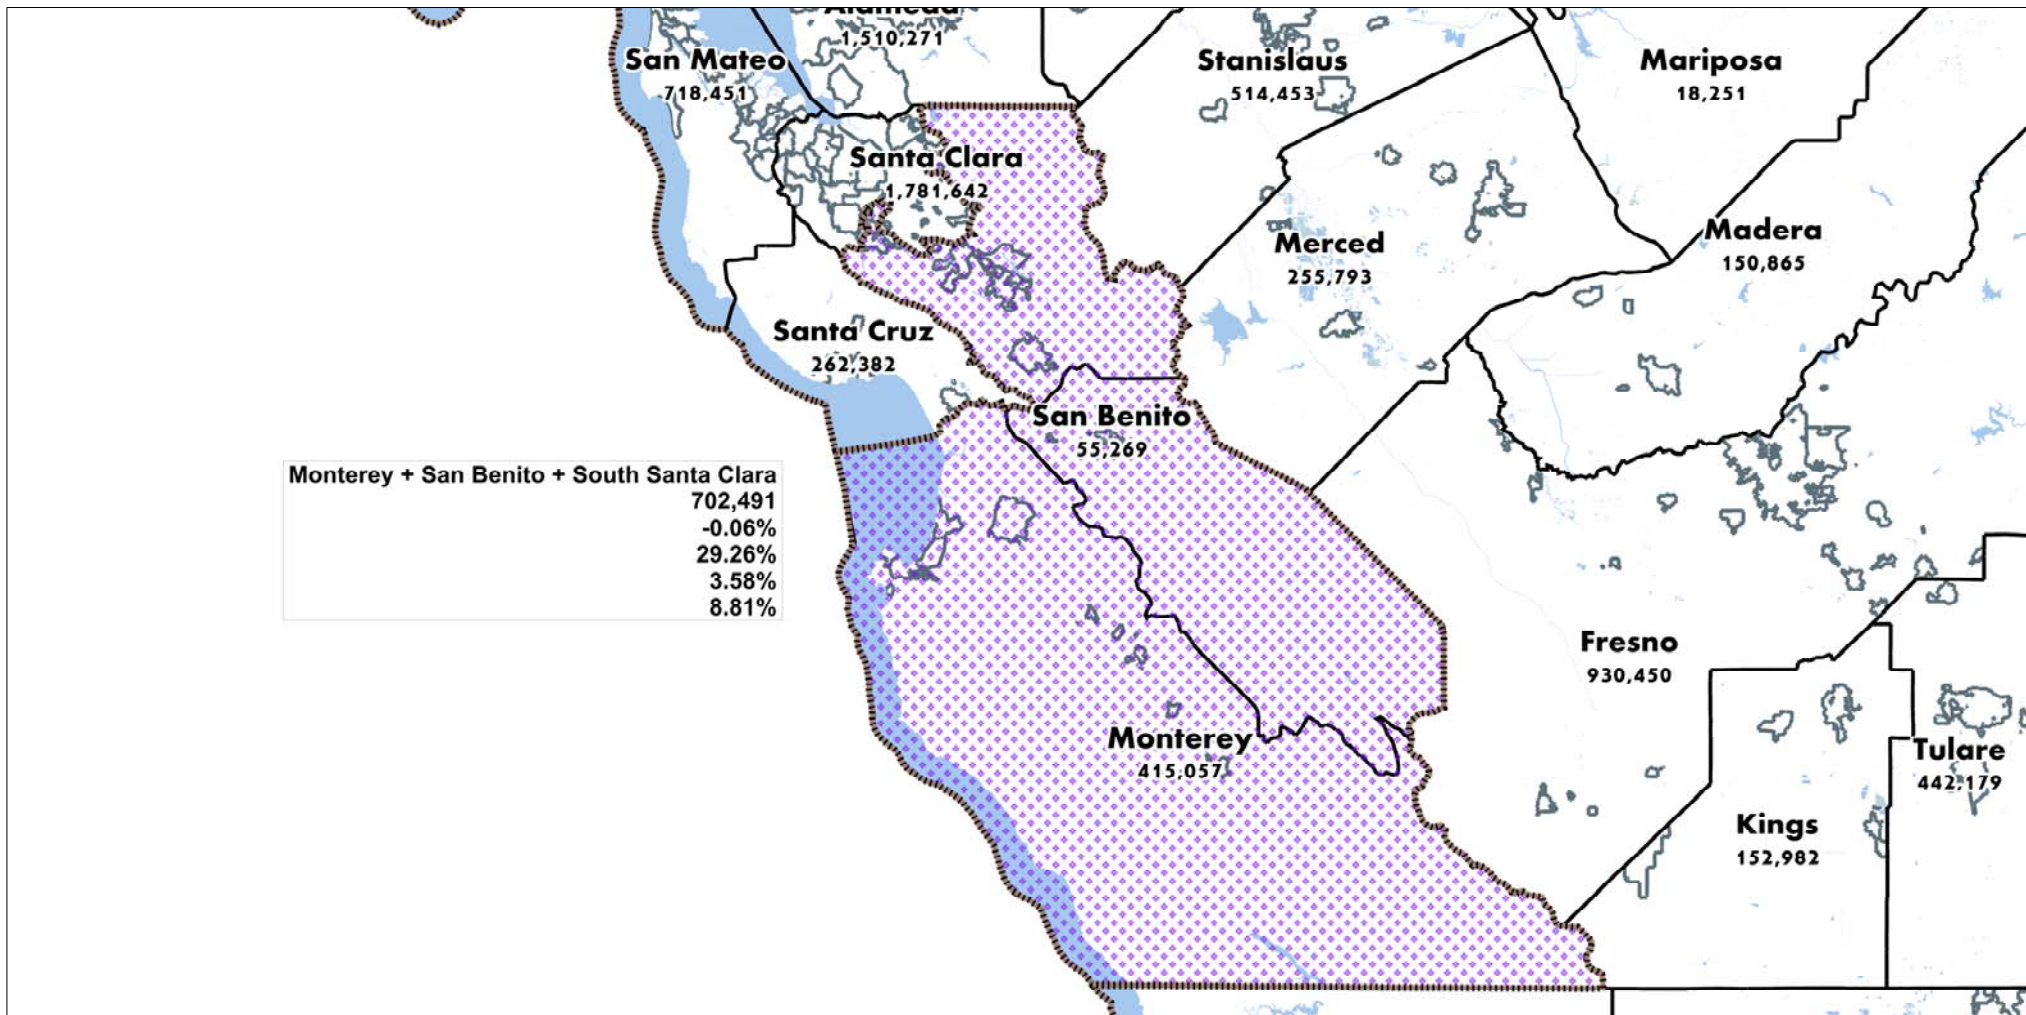 Alameda
1,510,271
San Mateo
718,451
Stanislaus
514,453
Mariposa
18,251
Santa Clara
1,781,642
Merced
255,793
Madera
150,865
Santa Cruz
262,382
San Benito
55,269
Monterey + San Benito + South Santa Clara
702,491
-0.06%
29.26%
3.58%
8.81%
Fresno
930,450
Monterey
415,057
Tulare
442,179
Kings
152,982